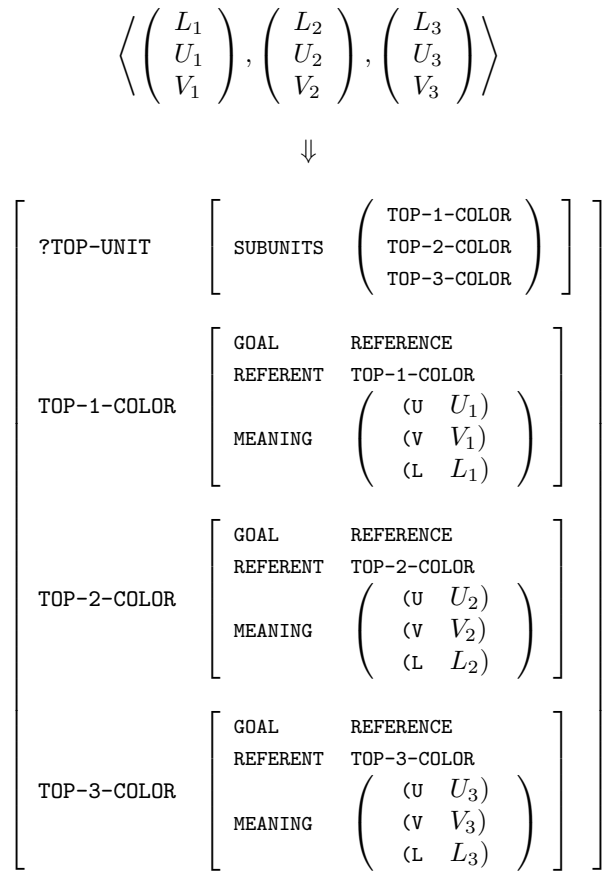 ⟨ ( L₁ U₁ V₁ ) , ( L₂ U₂ V₂ ) , ( L₃ U₃ V₃ ) ⟩
⇓
?TOP-UNIT [ SUBUNITS ( TOP-1-COLOR
TOP-2-COLOR
TOP-3-COLOR ) ]
TOP-1-COLOR
GOAL REFERENCE
REFERENT TOP-1-COLOR
MEANING
(U U₁)
(V V₁)
(L L₁)
TOP-2-COLOR
GOAL REFERENCE
REFERENT TOP-2-COLOR
MEANING
(U U₂)
(V V₂)
(L L₂)
TOP-3-COLOR
GOAL REFERENCE
REFERENT TOP-3-COLOR
MEANING
(U U₃)
(V V₃)
(L L₃)